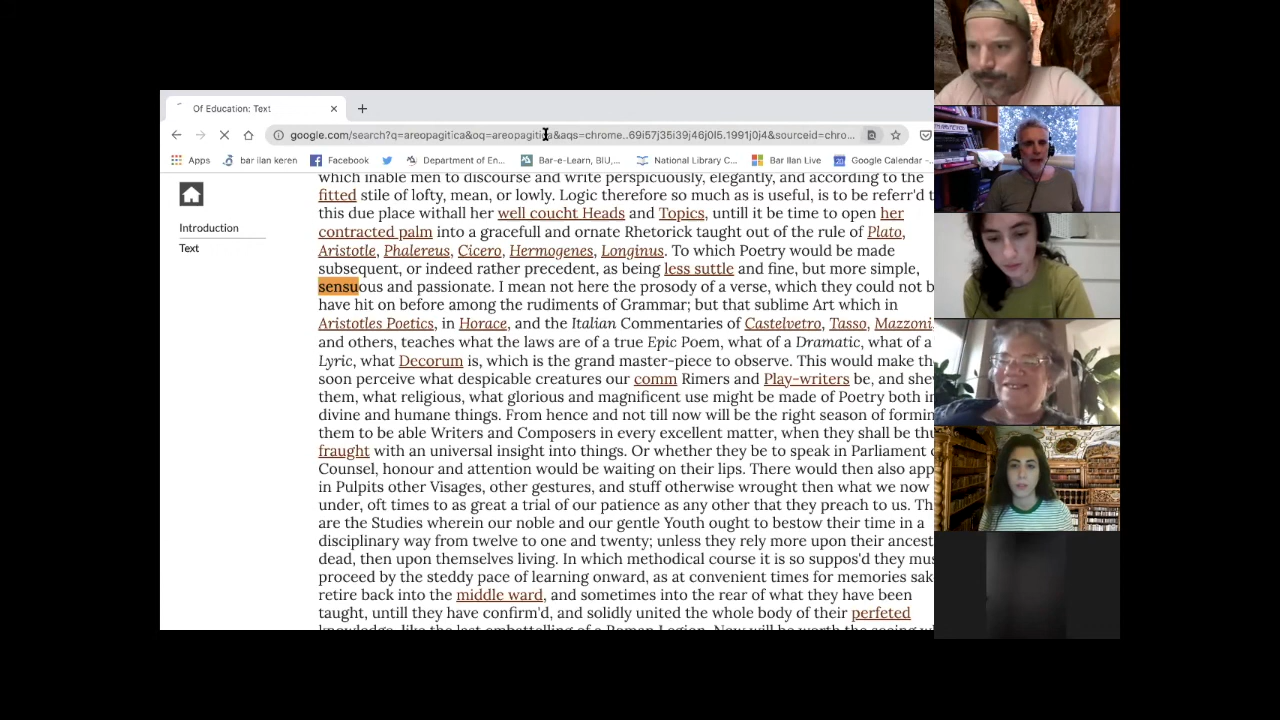 Of Education: Text
google.com/search?q=areopagitica&oq=areopagitica&aqs=chrome..69i57j35i39j46j0l5.1991j0j4&sourceid=chro...
Apps bar ilan keren Facebook Department of En... Bar-e-Learn, BIU,... National Library C... Bar Ilan Live Google Calendar -...
Introduction
Text
which inable men to discourse and write perspicuously, elegantly, and according to the
fitted stile of lofty, mean, or lowly. Logic therefore so much as is useful, is to be referr'd t
this due place withall her well coucht Heads and Topics, untill it be time to open her
contracted palm into a gracefull and ornate Rhetorick taught out of the rule of Plato,
Aristotle, Phalereus, Cicero, Hermogenes, Longinus. To which Poetry would be made
subsequent, or indeed rather precedent, as being less suttle and fine, but more simple,
sensuous and passionate. I mean not here the prosody of a verse, which they could not b
have hit on before among the rudiments of Grammar; but that sublime Art which in
Aristotles Poetics, in Horace, and the Italian Commentaries of Castelvetro, Tasso, Mazzoni
and others, teaches what the laws are of a true Epic Poem, what of a Dramatic, what of a
Lyric, what Decorum is, which is the grand master-piece to observe. This would make th
soon perceive what despicable creatures our comm Rimers and Play-writers be, and shew
them, what religious, what glorious and magnificent use might be made of Poetry both in
divine and humane things. From hence and not till now will be the right season of formin
them to be able Writers and Composers in every excellent matter, when they shall be thu
fraught with an universal insight into things. Or whether they be to speak in Parliament o
Counsel, honour and attention would be waiting on their lips. There would then also app
in Pulpits other Visages, other gestures, and stuff otherwise wrought then what we now
under, oft times to as great a trial of our patience as any other that they preach to us. Th
are the Studies wherein our noble and our gentle Youth ought to bestow their time in a
disciplinary way from twelve to one and twenty; unless they rely more upon their ancest
dead, then upon themselves living. In which methodical course it is so suppos'd they mus
proceed by the steddy pace of learning onward, as at convenient times for memories sak
retire back into the middle ward, and sometimes into the rear of what they have been
taught, untill they have confirm'd, and solidly united the whole body of their perfeted